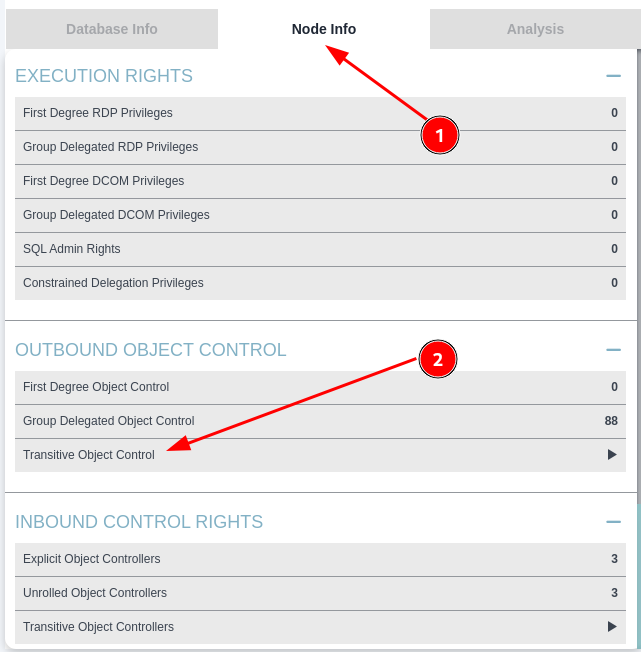 Database Info Node Info Analysis
EXECUTION RIGHTS
1
First Degree RDP Privileges 0
Group Delegated RDP Privileges 0
First Degree DCOM Privileges 0
Group Delegated DCOM Privileges 0
SQL Admin Rights 0
Constrained Delegation Privileges 0
OUTBOUND OBJECT CONTROL
2
First Degree Object Control 0
Group Delegated Object Control 88
Transitive Object Control
INBOUND CONTROL RIGHTS
Explicit Object Controllers 3
Unrolled Object Controllers 3
Transitive Object Controllers